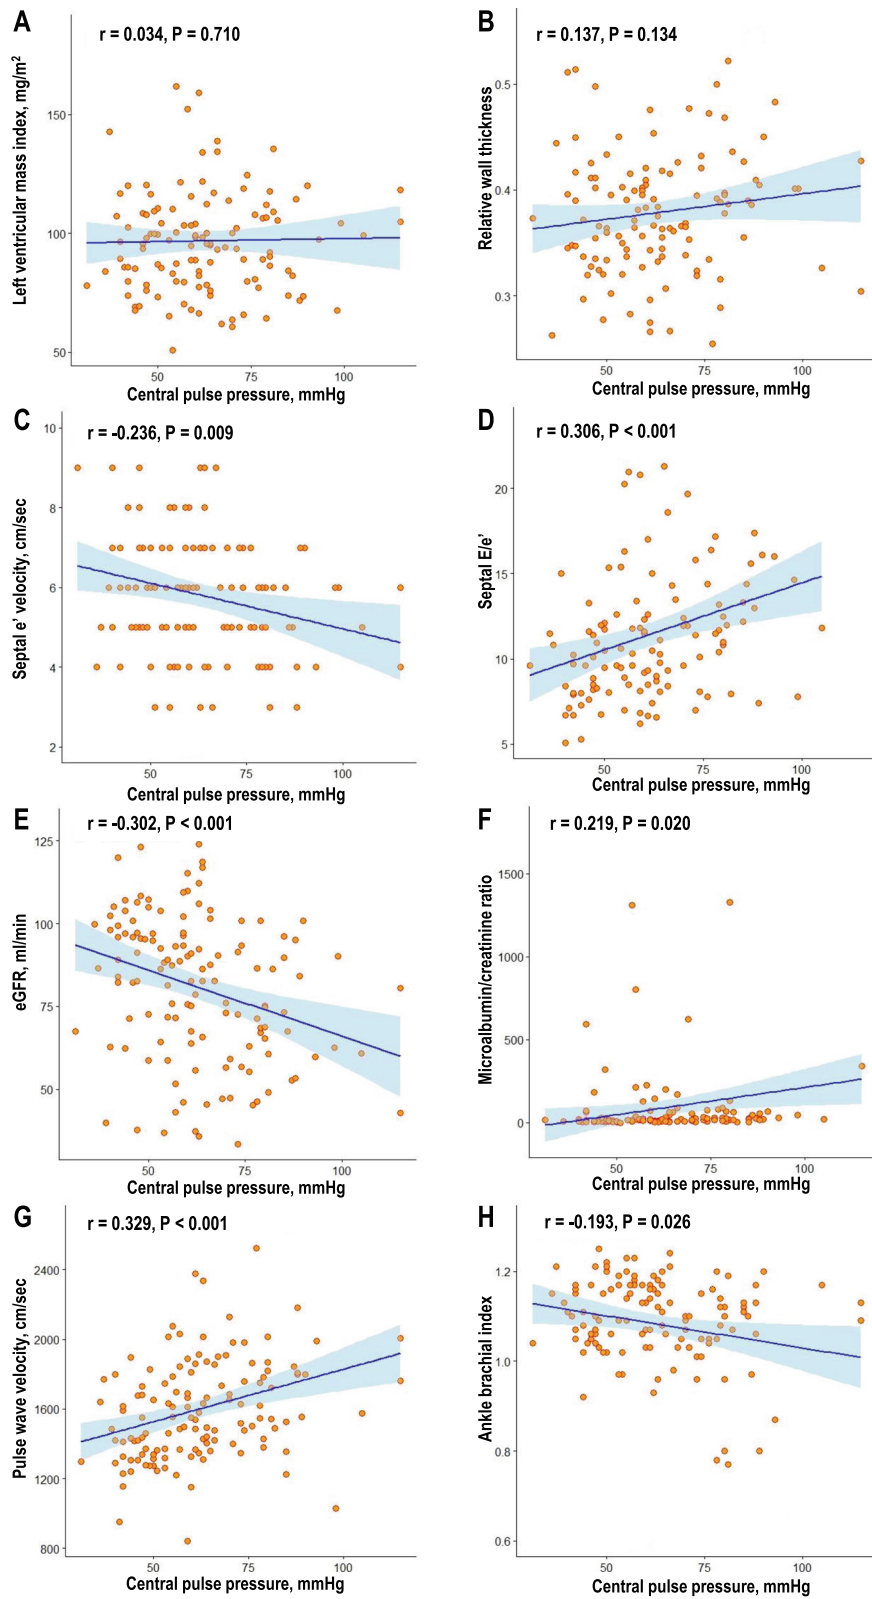 A
r = 0.034, P = 0.710
Left ventricular mass index, mg/m²
150
100
50
50 75 100
Central pulse pressure, mmHg
B
r = 0.137, P = 0.134
Relative wall thickness
0.5
0.4
0.3
50 75 100
Central pulse pressure, mmHg
C
r = -0.236, P = 0.009
Septal e' velocity, cm/sec
10
8
6
4
2
50 75 100
Central pulse pressure, mmHg
D
r = 0.306, P < 0.001
Septal E/e'
20
15
10
5
50 75 100
Central pulse pressure, mmHg
E
r = -0.302, P < 0.001
eGFR, ml/min
125
100
75
50
50 75 100
Central pulse pressure, mmHg
F
r = 0.219, P = 0.020
Microalbumin/creatinine ratio
1500
1000
500
0
50 75 100
Central pulse pressure, mmHg
G
r = 0.329, P < 0.001
Pulse wave velocity, cm/sec
2400
2000
1600
1200
800
50 75 100
Central pulse pressure, mmHg
H
r = -0.193, P = 0.026
Ankle brachial index
1.2
1.0
0.8
0.6
50 75 100
Central pulse pressure, mmHg